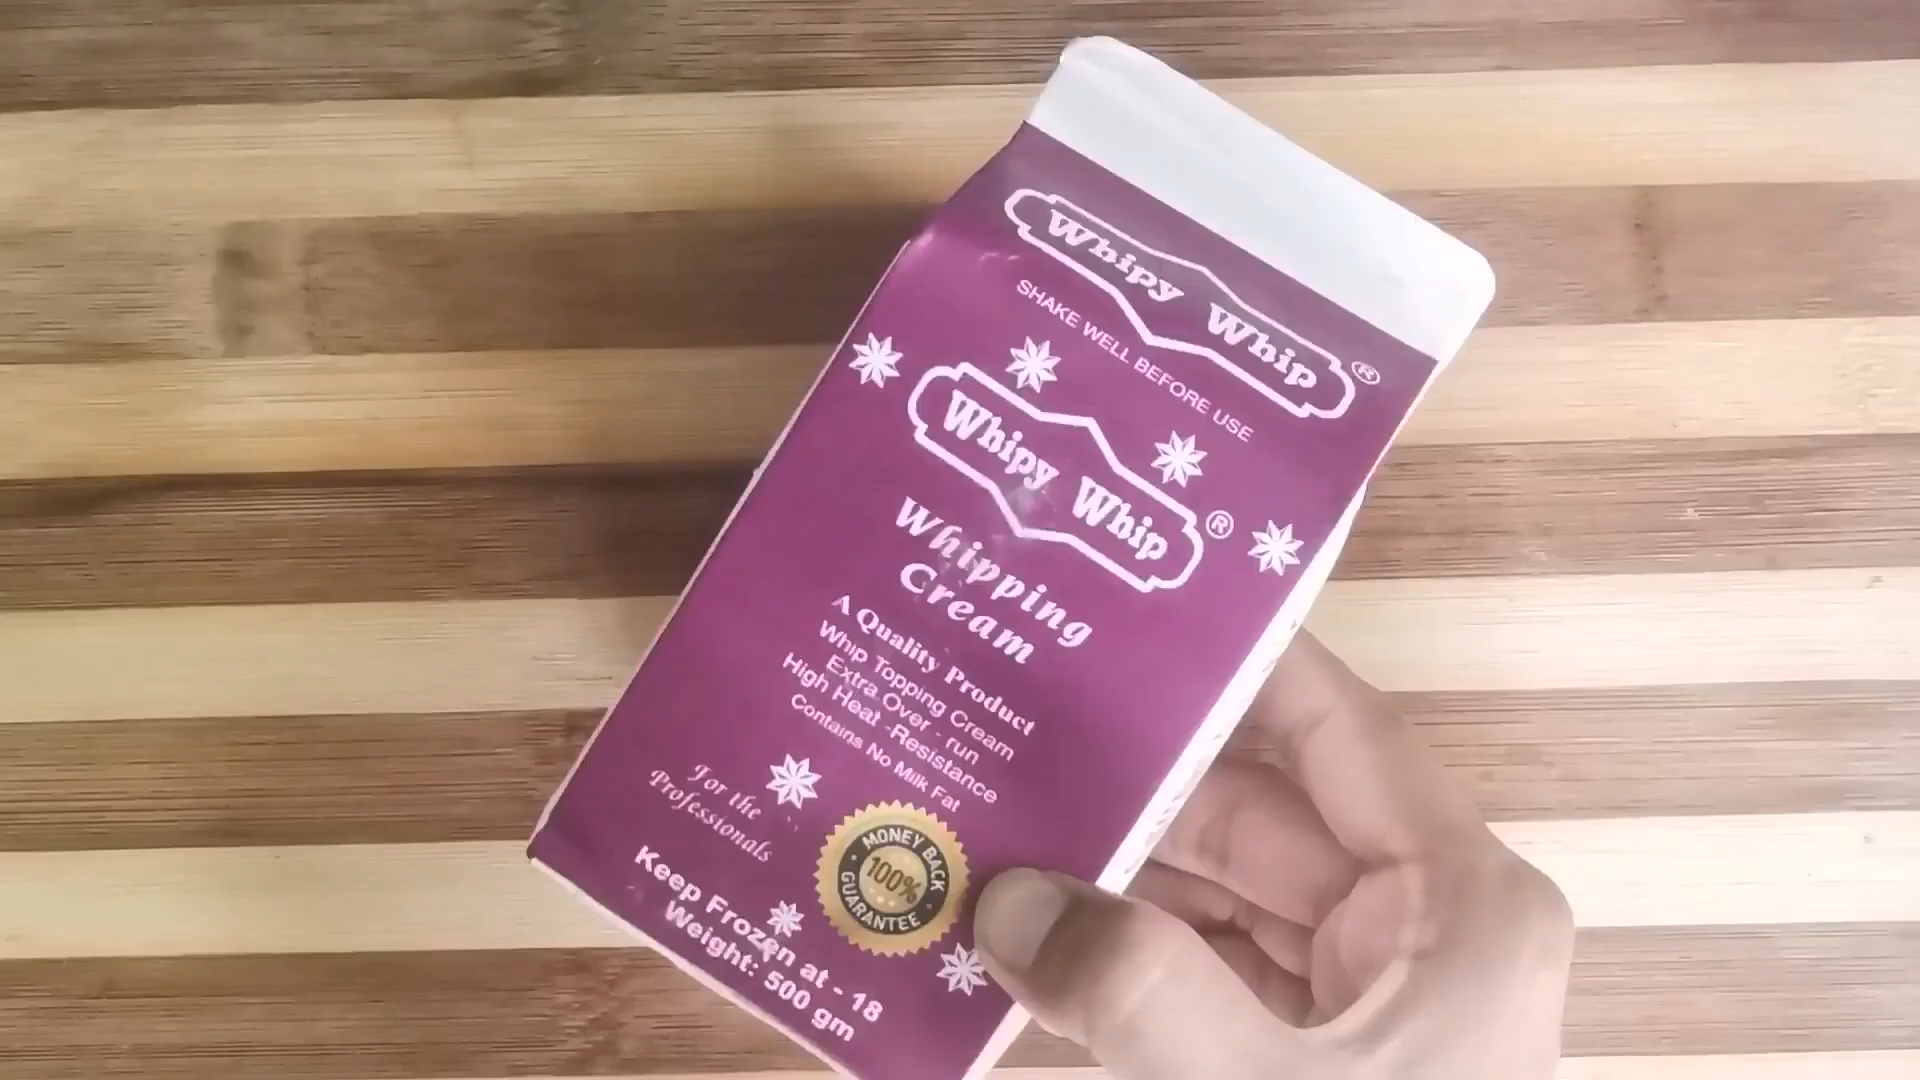 Whipy Whip ®
SHAKE WELL BEFORE USE
Whipy Whip ®
Whipping
Cream
A Quality Product
Whip Topping Cream
Extra Over - run
High Heat -Resistance
Contains No Milk Fat
For the
Professionals
MONEY BACK
100%
GUARANTEE
Keep Frozen at - 18
Weight: 500 gm